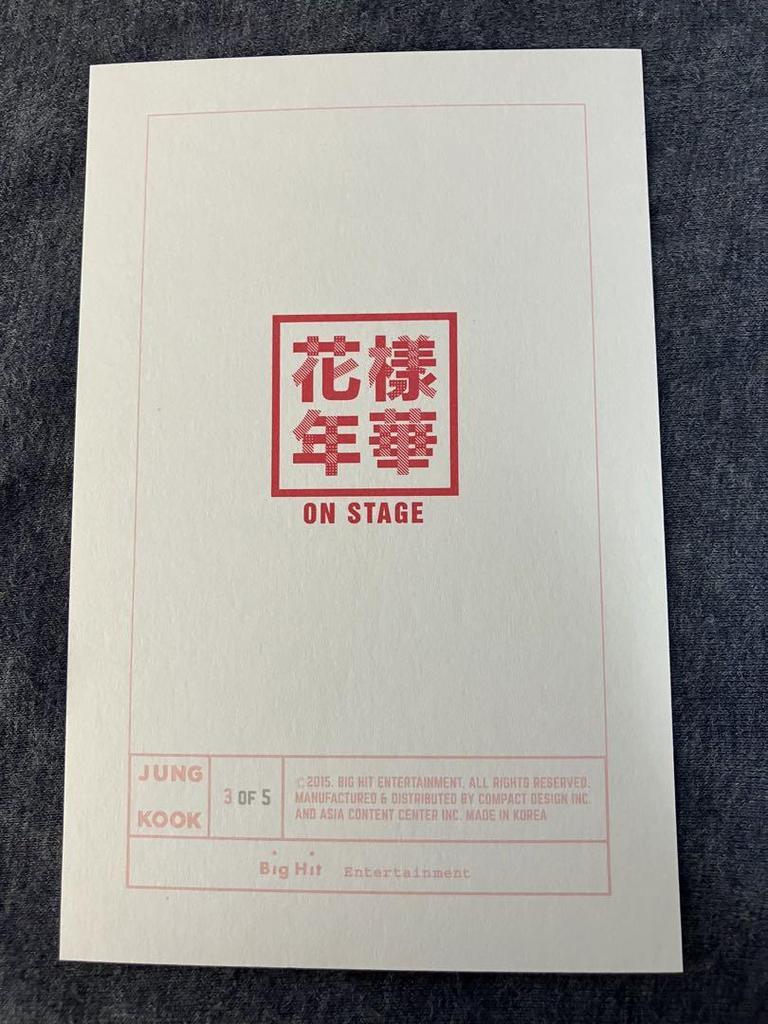 花樣
年華
ON STAGE
JUNG
KOOK
3 OF 5
©2015. BIG HIT ENTERTAINMENT. ALL RIGHTS RESERVED.
MANUFACTURED & DISTRIBUTED BY COMPACT DESIGN INC.
AND ASIA CONTENT CENTER INC. MADE IN KOREA
Big Hit Entertainment